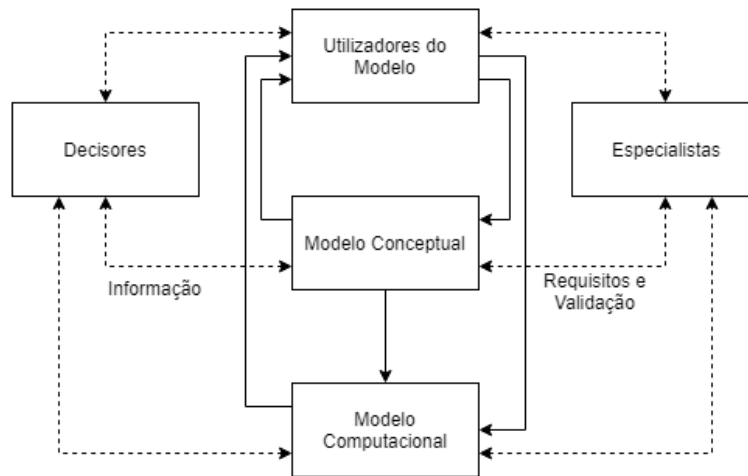 Utilizadores do
Modelo
Decisores
Especialistas
Modelo Conceptual
Informação
Requisitos e
Validação
Modelo
Computacional